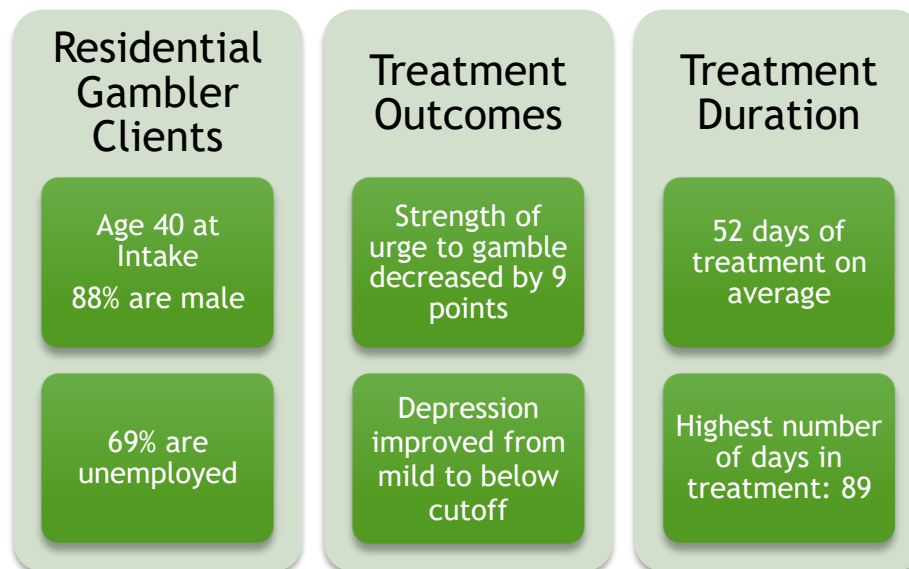 Residential
Gambler
Clients
Age 40 at
Intake
88% are male
69% are
unemployed
Treatment
Outcomes
Strength of
urge to gamble
decreased by 9
points
Depression
improved from
mild to below
cutoff
Treatment
Duration
52 days of
treatment on
average
Highest number
of days in
treatment: 89